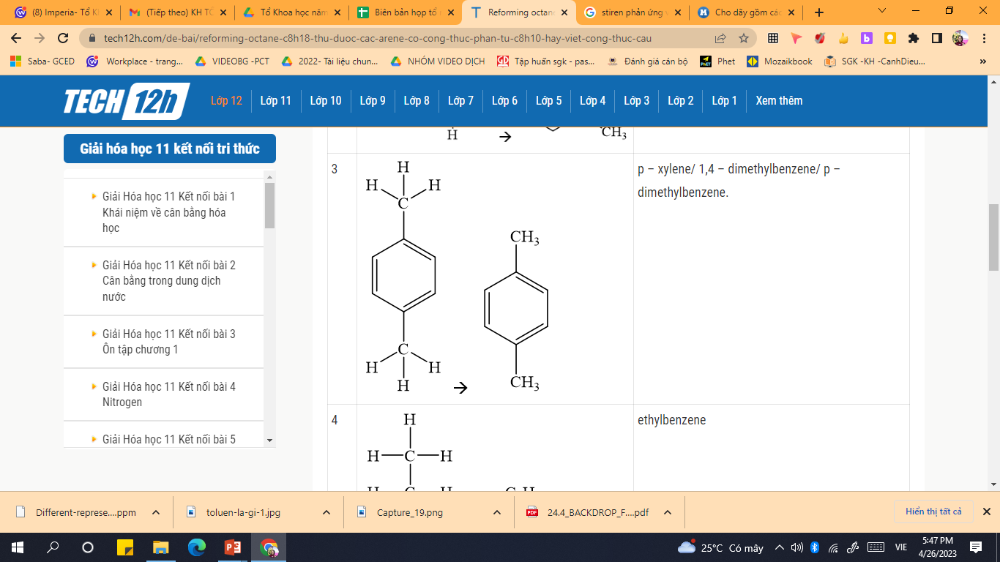 (8) Imperia- Tổ K
(Tiếp theo) KH TỔ
Tổ Khoa học năm
Biên bản họp tổ
Reforming octane
stiren phản ứng v
Cho dãy gồm các
tech12h.com/de-bai/reforming-octane-c8h18-thu-duoc-cac-arene-co-cong-thuc-phan-tu-c8h10-hay-viet-cong-thuc-cau
Saba- GCED
Workplace - trang...
VIDEOBG -PCT
2022- Tài liệu chun...
NHÓM VIDEO DỊCH
Tập huấn sgk - pas...
Đánh giá cán bộ
Phet
Mozaikbook
SGK -KH -CanhDieu...
TECH 12h
Lớp 12
Lớp 11
Lớp 10
Lớp 9
Lớp 8
Lớp 7
Lớp 6
Lớp 5
Lớp 4
Lớp 3
Lớp 2
Lớp 1
Xem thêm
Giải hóa học 11 kết nối tri thức
Giải Hóa học 11 Kết nối bài 1
Khái niệm về cân bằng hóa
học
Giải Hóa học 11 Kết nối bài 2
Cân bằng trong dung dịch
nước
Giải Hóa học 11 Kết nối bài 3
Ôn tập chương 1
Giải Hóa học 11 Kết nối bài 4
Nitrogen
Giải Hóa học 11 Kết nối bài 5
H → CH₃
3
H
H H
C
CH₃
C
H H
H → CH₃
p – xylene/ 1,4 – dimethylbenzene/ p –
dimethylbenzene.
4
H
H C H
ethylbenzene
Different-represe....ppm
toluen-la-gi-1.jpg
Capture_19.png
24.4_BACKDROP_F....pdf
Hiển thị tất cả
25°C Có mây
VIE
5:47 PM
4/26/2023